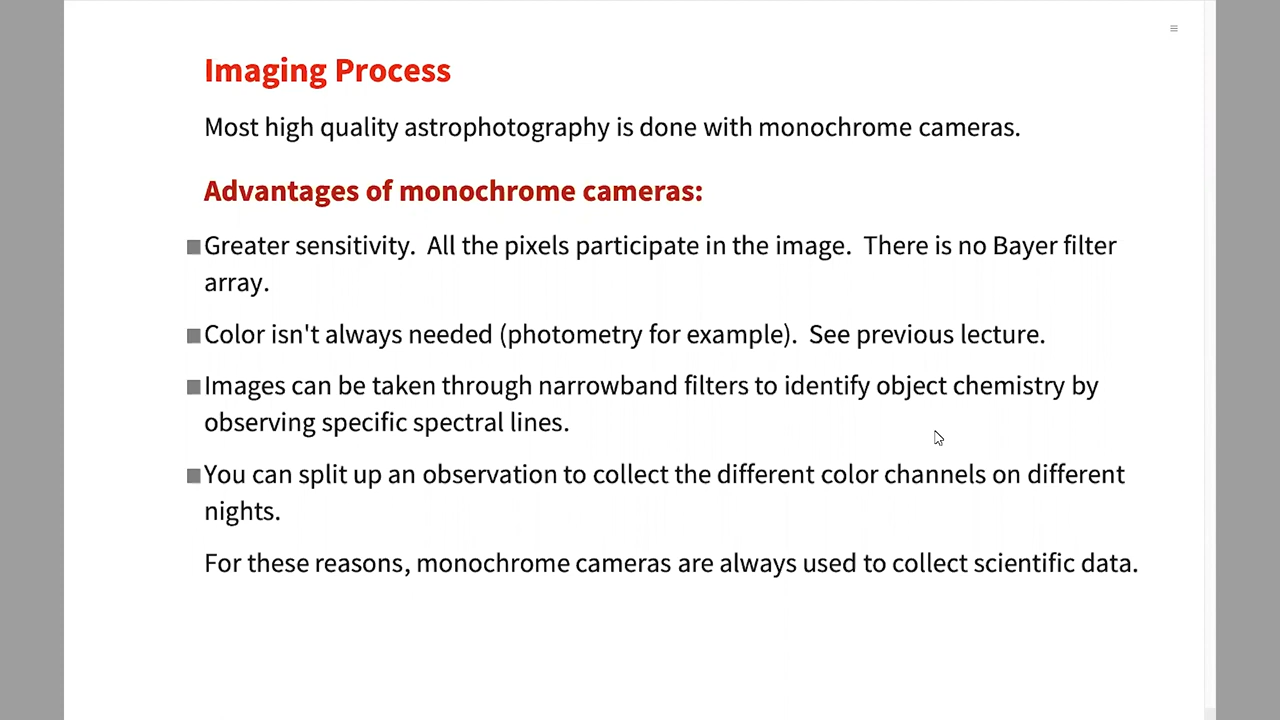 Imaging Process
Most high quality astrophotography is done with monochrome cameras.
Advantages of monochrome cameras:
Greater sensitivity.  All the pixels participate in the image.  There is no Bayer filter
array.
Color isn't always needed (photometry for example).  See previous lecture.
Images can be taken through narrowband filters to identify object chemistry by
observing specific spectral lines.
You can split up an observation to collect the different color channels on different
nights.
For these reasons, monochrome cameras are always used to collect scientific data.